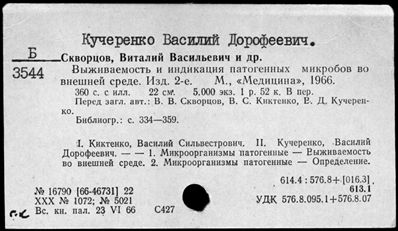 Кучеренко Василий Дорофеевич.
Б
3544
Скворцов, Виталий Васильевич и др.
Выживаемость и индикация патогенных микробов во
внешней среде. Изд. 2-е. М., «Медицина», 1966.
360 с. с илл. 22 см. 5.000 экз. 1 р. 52 к. В пер.
Перед загл. авт.: В. В. Скворцов, В. С. Киктенко, В. Д. Кучерен-
ко.
Библиогр.: с. 334—359.
I. Киктенко, Василий Сильвестрович. II. Кучеренко, Василий
Дорофеевич. — — 1. Микроорганизмы патогенные — Выживаемость
во внешней среде. 2. Микроорганизмы патогенные — Определение.
614.4 : 576.8+[016.3]
613.1
№ 16790 [66-46731] 22
XXX № 1072; № 5021
УДК 576.8.095.1+576.8.07
Вс. кн. пал. 23 VI 66 С427